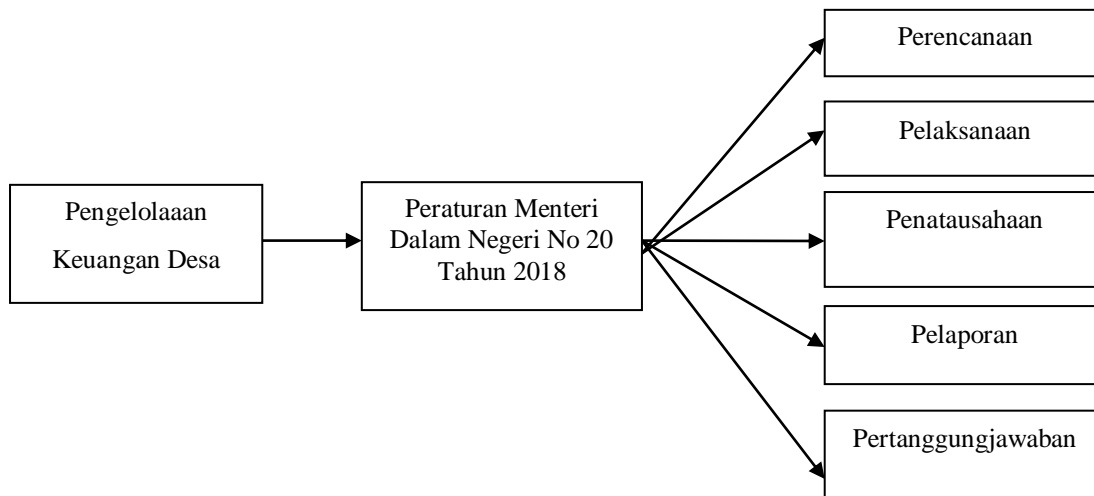 Pengelolaaan
Keuangan Desa
Peraturan Menteri
Dalam Negeri No 20
Tahun 2018
Perencanaan
Pelaksanaan
Penatausahaan
Pelaporan
Pertanggungjawaban